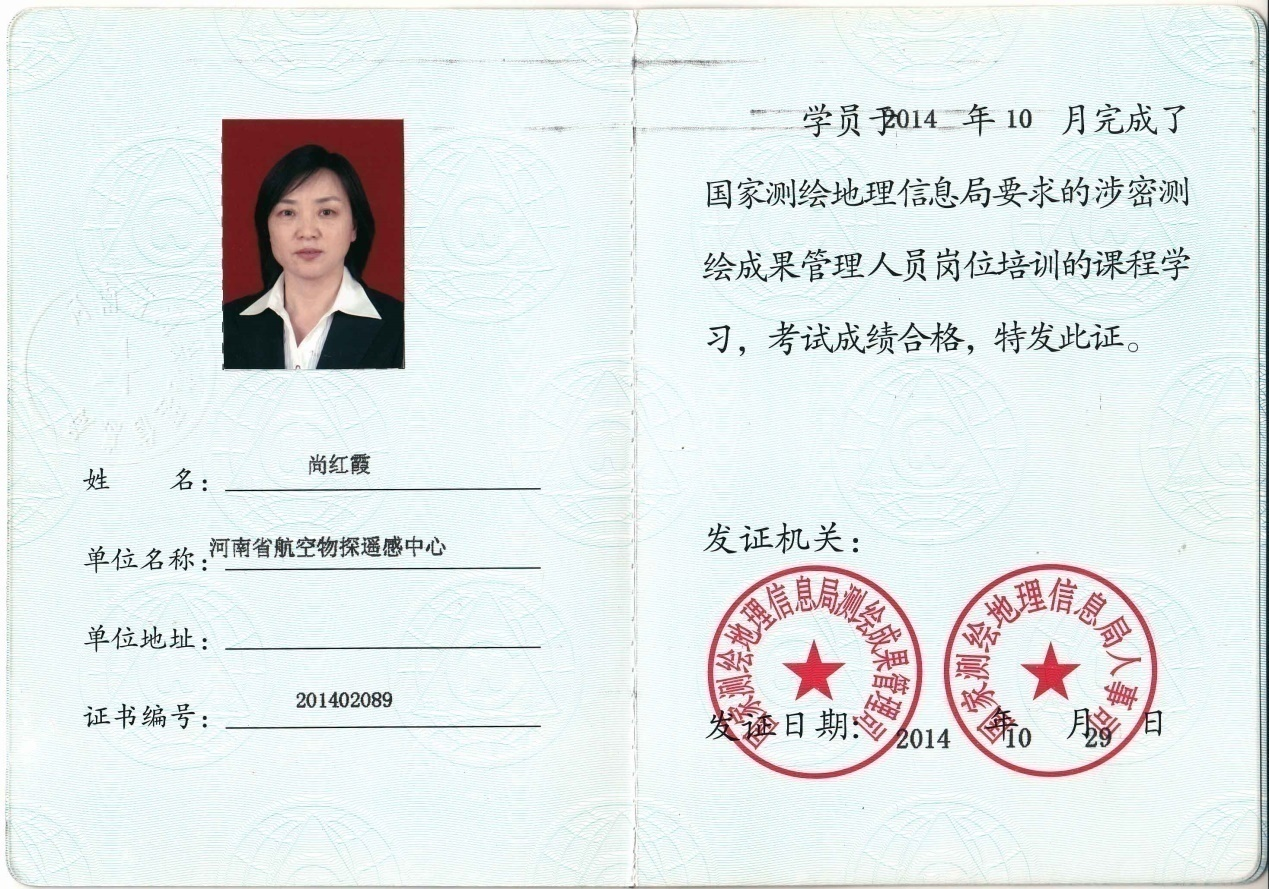 姓 名：尚红霞
单位名称：河南省航空物探遥感中心
单位地址：
证书编号：201402089
学员于2014 年 10 月完成了
国家测绘地理信息局要求的涉密测
绘成果管理人员岗位培训的课程学
习，考试成绩合格，特发此证。
发证机关：
国家测绘地理信息局测绘成果管理司
国家测绘地理信息局人事司
发证日期：2014 年 10 月 29 日